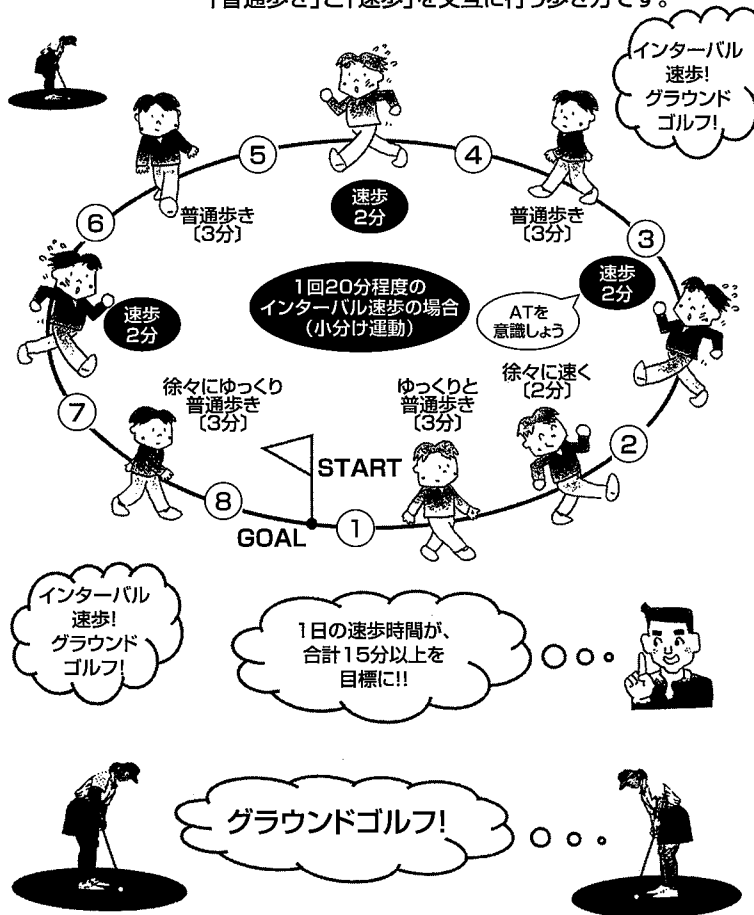 「普通歩き」と「速歩」を交互に行う歩き方です。
インターバル
速歩!
グラウンド
ゴルフ!
⑤
④
⑥
普通歩き
〔3分〕
速歩
2分
普通歩き
〔3分〕
③
速歩
2分
1回20分程度の
インターバル速歩の場合
(小分け運動)
速歩
2分
ATを
意識しょう
徐々にゆっくり
普通歩き
〔3分〕
ゆっくりと
普通歩き
〔3分〕
徐々に速く
〔2分〕
⑦
②
START
⑧
GOAL
①
インターバル
速歩!
グラウンド
ゴルフ!
1日の速歩時間が、
合計15分以上を
目標に!!
グラウンドゴルフ!